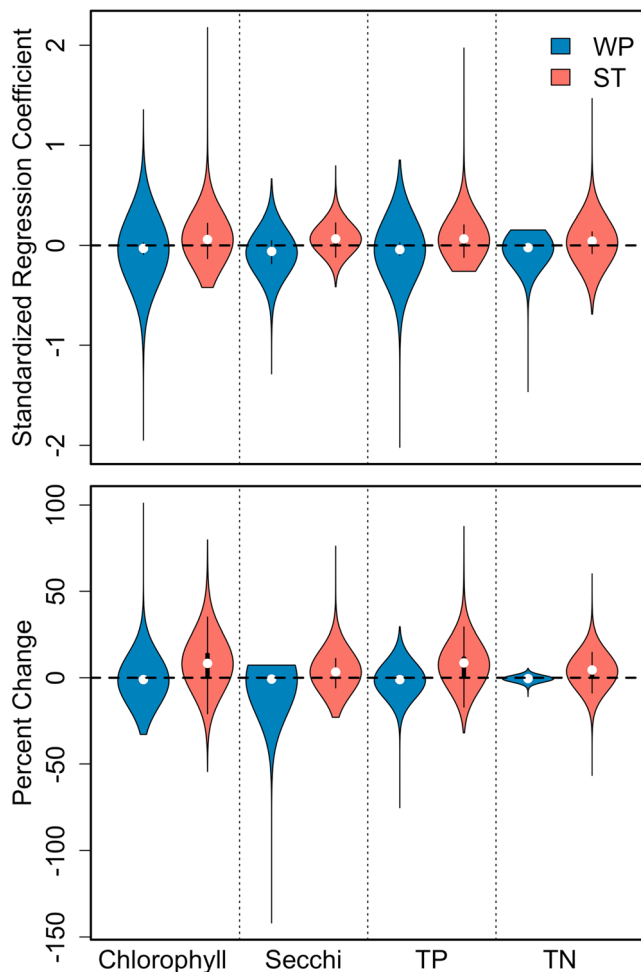 Standardized Regression Coefficient
2
1
0
-1
-2
WP
ST
Percent Change
100
50
0
-50
-100
-150
Chlorophyll Secchi TP TN